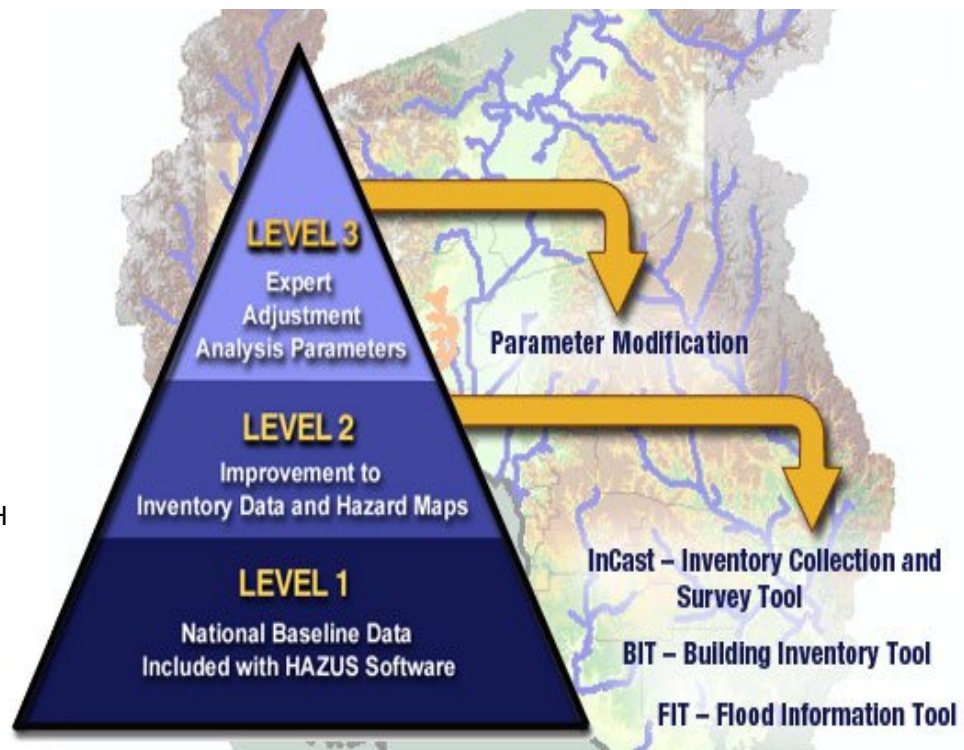 LEVEL 3
Expert
Adjustment
Analysis Parameters
Parameter Modification
LEVEL 2
Improvement to
Inventory Data and Hazard Maps
H
InCast – Inventory Collection and
Survey Tool
BIT – Building Inventory Tool
FIT – Flood Information Tool
LEVEL 1
National Baseline Data
Included with HAZUS Software